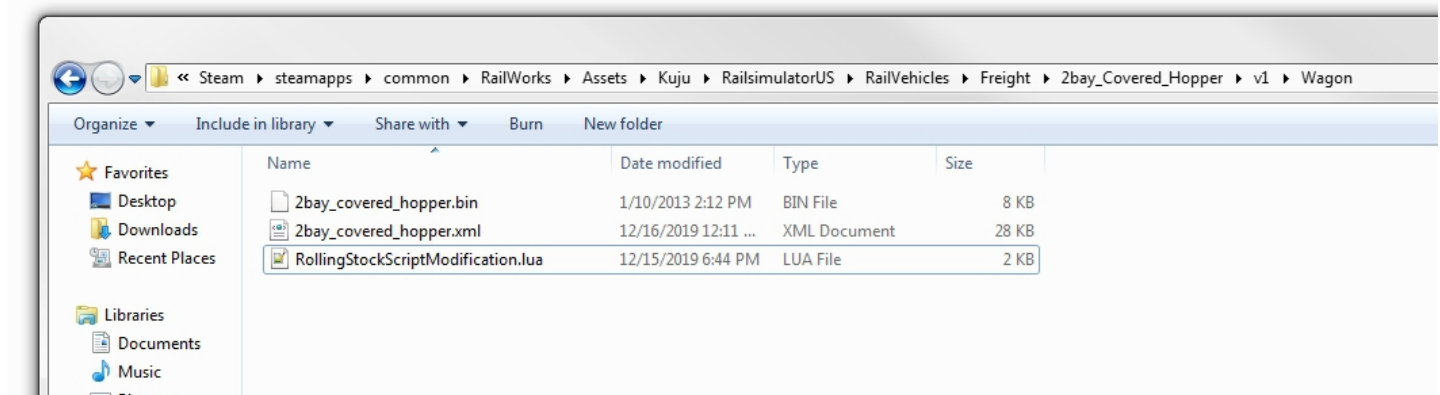 « Steam ▸ steamapps ▸ common ▸ RailWorks ▸ Assets ▸ Kuju ▸ RailsimulatorUS ▸ RailVehicles ▸ Freight ▸ 2bay_Covered_Hopper ▸ v1 ▸ Wagon
Organize Include in library Share with Burn New folder
Name Date modified Type Size
Favorites
Desktop
Downloads
Recent Places
Libraries
Documents
Music
2bay_covered_hopper.bin 1/10/2013 2:12 PM BIN File 8 KB
2bay_covered_hopper.xml 12/16/2019 12:11 ... XML Document 28 KB
RollingStockScriptModification.lua 12/15/2019 6:44 PM LUA File 2 KB